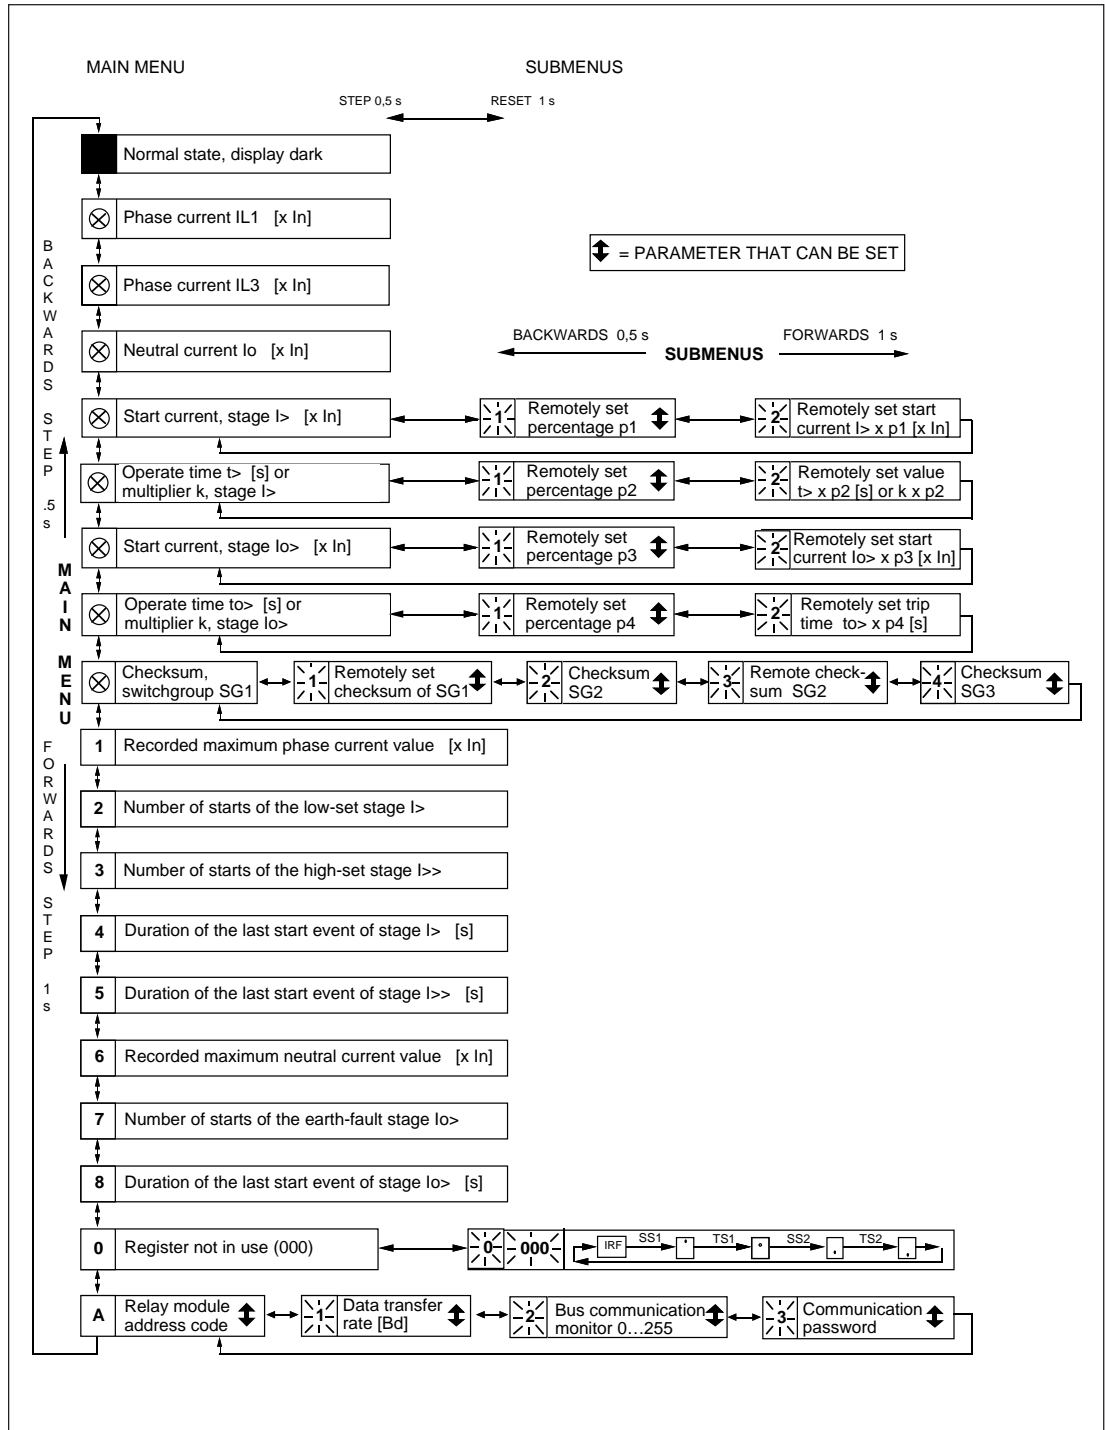 MAIN MENU
SUBMENUS
STEP 0,5 s
RESET 1 s
Normal state, display dark
Phase current IL1 [x In]
= PARAMETER THAT CAN BE SET
Phase current IL3 [x In]
BACKWARDS 0,5 s
SUBMENUS
FORWARDS 1 s
Neutral current Io [x In]
Start current, stage I> [x In]
1 Remotely set
percentage p1
2 Remotely set start
current I> x p1 [x In]
Operate time t> [s] or
multiplier k, stage I>
1 Remotely set
percentage p2
2 Remotely set value
t> x p2 [s] or k x p2
Start current, stage Io> [x In]
1 Remotely set
percentage p3
2 Remotely set start
current Io> x p3 [x In]
Operate time to> [s] or
multiplier k, stage Io>
1 Remotely set
percentage p4
2 Remotely set trip
time to> x p4 [s]
Checksum,
switchgroup SG1
1 Remotely set
checksum of SG1
2 Checksum
SG2
3 Remote check-
sum SG2
4 Checksum
SG3
1 Recorded maximum phase current value [x In]
2 Number of starts of the low-set stage I>
3 Number of starts of the high-set stage I>>
4 Duration of the last start event of stage I> [s]
5 Duration of the last start event of stage I>> [s]
6 Recorded maximum neutral current value [x In]
7 Number of starts of the earth-fault stage Io>
8 Duration of the last start event of stage Io> [s]
0 Register not in use (000)
0 000 IRF SS1 TS1 SS2 TS2
A Relay module
address code
1 Data transfer
rate [Bd]
2 Bus communication
monitor 0...255
3 Communication
password
BACKWARDS STEP .5 s
MAIN MENU
FORWARDS STEP 1 s